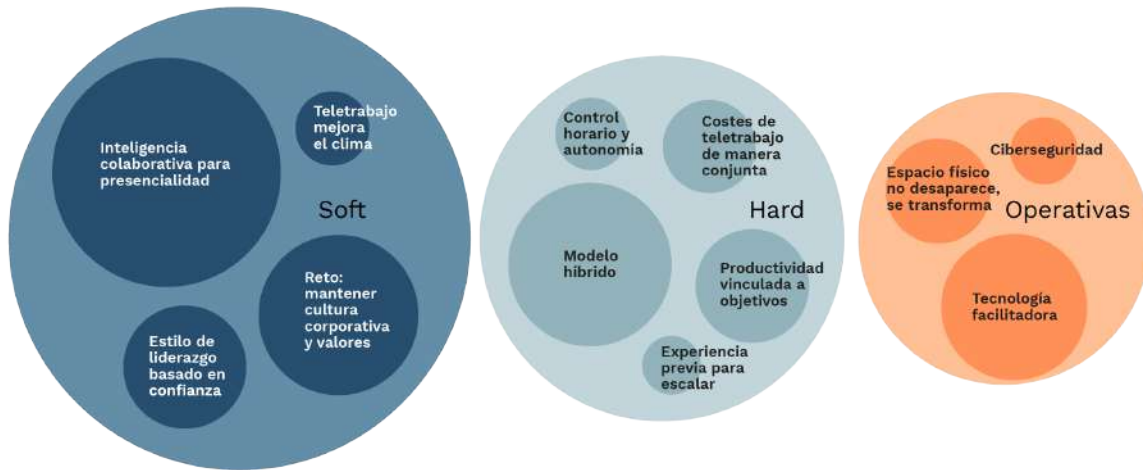 Inteligencia
colaborativa para
presencialidad
Teletrabajo
mejora
el clima
Soft
Reto:
mantener
cultura
corporativa
y valores
Estilo de
liderazgo
basado en
confianza
Control
horario y
autonomía
Costes de
teletrabajo
de manera
conjunta
Hard
Modelo
híbrido
Productividad
vinculada a
objetivos
Experiencia
previa para
escalar
Ciberseguridad
Espacio físico
no desaparece,
se transforma
Operativas
Tecnología
facilitadora